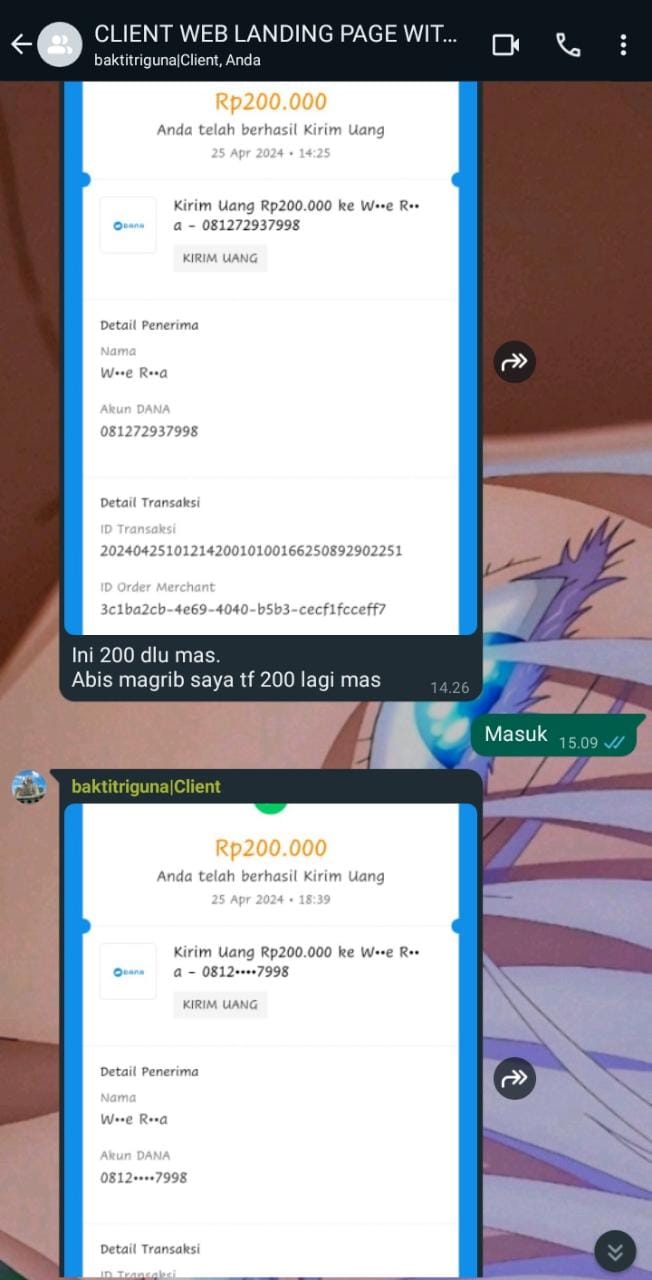 CLIENT WEB LANDING PAGE WIT...
baktitriguna|Client, Anda
Rp200.000
Anda telah berhasil Kirim Uang
25 Apr 2024 • 14:25
DANA
Kirim Uang Rp200.000 ke W••e R••
a - 081272937998
KIRIM UANG
Detail Penerima
Nama
W••e R••a
Akun DANA
081272937998
Detail Transaksi
ID Transaksi
20240425101214200101001662508929​02251
ID Order Merchant
3c1ba2cb-4e69-4040-b5b3-cecf1fcceff7
Ini 200 dlu mas.
Abis magrib saya tf 200 lagi mas
14.26
Masuk 15.09
baktitriguna|Client
Rp200.000
Anda telah berhasil Kirim Uang
25 Apr 2024 • 18:39
DANA
Kirim Uang Rp200.000 ke W••e R••
a - 0812••••7998
KIRIM UANG
Detail Penerima
Nama
W••e R••a
Akun DANA
0812••••7998
Detail Transaksi
ID Transaksi